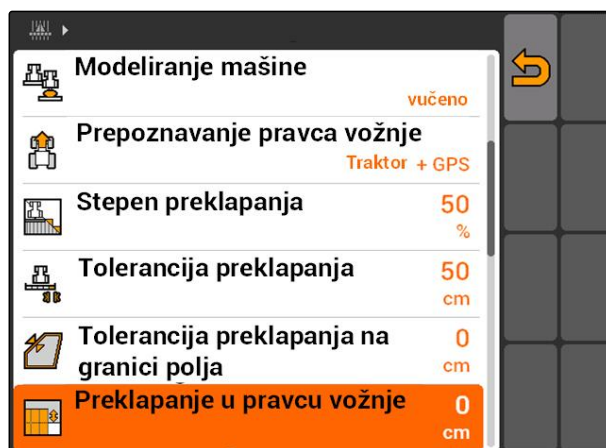 Modeliranje mašine
vučeno
Prepoznavanje pravca vožnje
Traktor + GPS
Stepen preklapanja 50
%
Tolerancija preklapanja 50
cm
Tolerancija preklapanja na 0
granici polja cm
Preklapanje u pravcu vožnje 0
cm